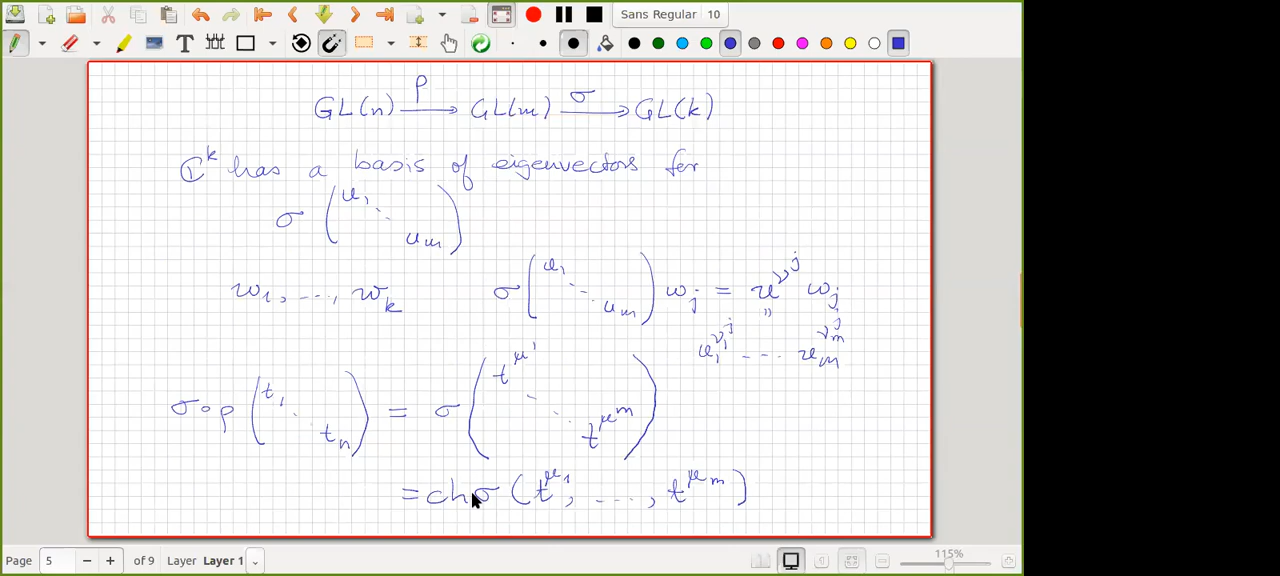 Sans Regular 10
GL(n) —ρ→ GL(m) —σ→ GL(k)
ℂ^k has a basis of eigenvectors for
σ (u_1 ⋱ u_m)
w_1, ..., w_k   σ (u_1 ⋱ u_m) w_j = u^{ν^j} w_j
"
u_1^{ν_1^j} .... u_m^{ν_m^j}
σ∘ρ (t_1 ⋱ t_n) = σ (t^{μ^1} ⋱ t^{μ^m})
= ch σ (t^{μ^1}, ...., t^{μ^m})
Page 5 of 9 Layer Layer 1 115%